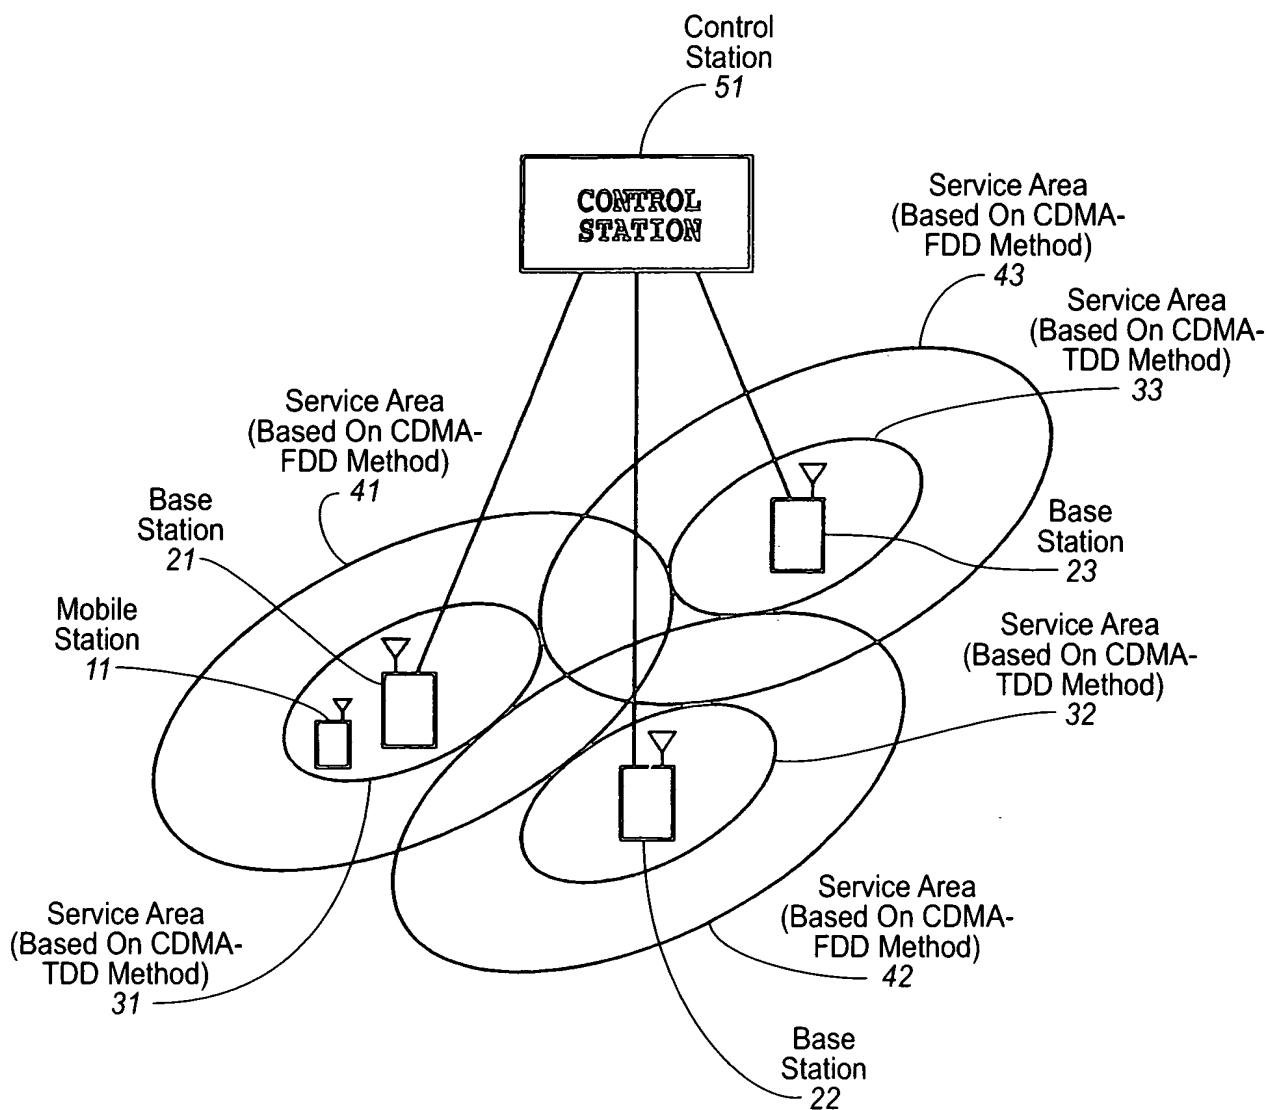 Control
Station
51
CONTROL
STATION
Service Area
(Based On CDMA-
FDD Method)
43
Service Area
(Based On CDMA-
TDD Method)
33
Service Area
(Based On CDMA-
FDD Method)
41
Base
Station
21
Base
Station
23
Mobile
Station
11
Service Area
(Based On CDMA-
TDD Method)
32
Service Area
(Based On CDMA-
FDD Method)
42
Service Area
(Based On CDMA-
TDD Method)
31
Base
Station
22